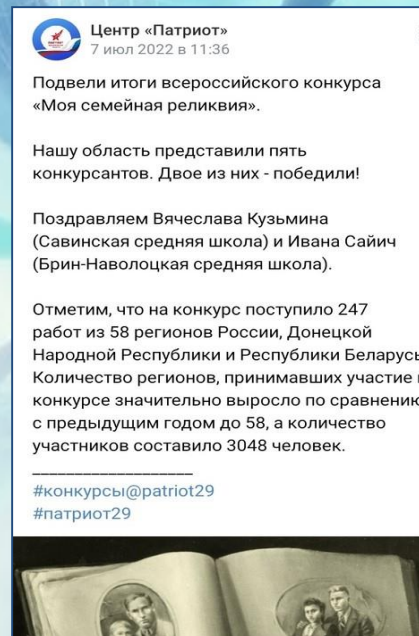 Центр «Патриот»
7 июл 2022 в 11:36
Подвели итоги всероссийского конкурса
«Моя семейная реликвия».
Нашу область представили пять
конкурсантов. Двое из них - победили!
Поздравляем Вячеслава Кузьмина
(Савинская средняя школа) и Ивана Сайич
(Брин-Наволоцкая средняя школа).
Отметим, что на конкурс поступило 247
работ из 58 регионов России, Донецкой
Народной Республики и Республики Беларусь
Количество регионов, принимавших участие
конкурсе значительно выросло по сравнению
с предыдущим годом до 58, а количество
участников составило 3048 человек.
#конкурсы@patriot29
#патриот29